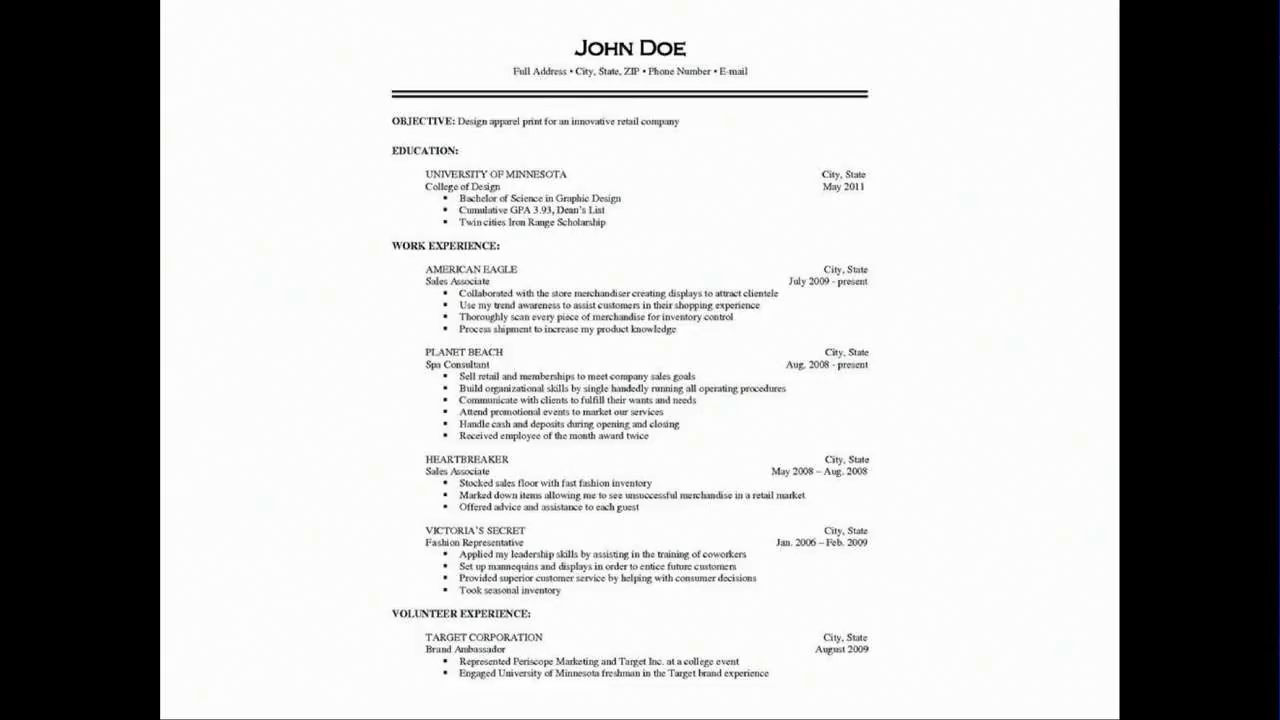 JOHN DOE
Full Address • City, State, ZIP • Phone Number • E-mail
OBJECTIVE: Design apparel print for an innovative retail company
EDUCATION:
UNIVERSITY OF MINNESOTA City, State
College of Design May 2011
▪ Bachelor of Science in Graphic Design
▪ Cumulative GPA 3.93, Dean's List
▪ Twin cities Iron Range Scholarship
WORK EXPERIENCE:
AMERICAN EAGLE City, State
Sales Associate July 2009 - present
▪ Collaborated with the store merchandiser creating displays to attract clientele
▪ Use my trend awareness to assist customers in their shopping experience
▪ Thoroughly scan every piece of merchandise for inventory control
▪ Process shipment to increase my product knowledge
PLANET BEACH City, State
Spa Consultant Aug. 2008 - present
▪ Sell retail and memberships to meet company sales goals
▪ Build organizational skills by single handedly running all operating procedures
▪ Communicate with clients to fulfill their wants and needs
▪ Attend promotional events to market our services
▪ Handle cash and deposits during opening and closing
▪ Received employee of the month award twice
HEARTBREAKER City, State
Sales Associate May 2008 – Aug. 2008
▪ Stocked sales floor with fast fashion inventory
▪ Marked down items allowing me to see unsuccessful merchandise in a retail market
▪ Offered advice and assistance to each guest
VICTORIA'S SECRET City, State
Fashion Representative Jan. 2006 – Feb. 2009
▪ Applied my leadership skills by assisting in the training of coworkers
▪ Set up mannequins and displays in order to entice future customers
▪ Provided superior customer service by helping with consumer decisions
▪ Took seasonal inventory
VOLUNTEER EXPERIENCE:
TARGET CORPORATION City, State
Brand Ambassador August 2009
▪ Represented Periscope Marketing and Target Inc. at a college event
▪ Engaged University of Minnesota freshman in the Target brand experience